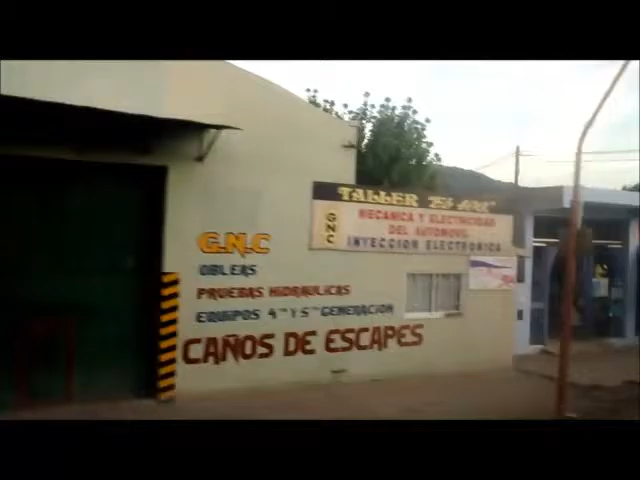 TALLER
MECANICA Y ELECTRICIDAD
DEL AUTOMOVIL
INYECCION ELECTRONICA
GNC
G.N.C
OBLEAS
PRUEBAS HIDRAULICAS
EQUIPOS 4ta Y 5ta GENERACION
CAÑOS DE ESCAPES